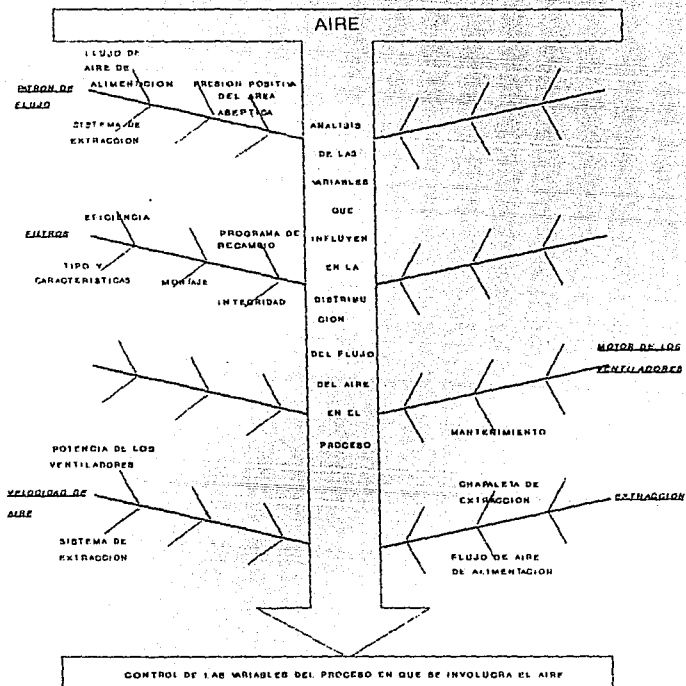 AIRE
FLUJO DE
AIRE DE
ALIMENTACION
PATRON DE
FLUJO
PRESION POSITIVA
DEL AREA
ASEPTICA
SISTEMA DE
EXTRACCION
ANALISIS
DE LAS
VARIABLES
QUE
INFLUYEN
EN LA
DISTRIBU
CION
DEL FLUJO
DEL AIRE
EN EL
PROCESO
EFICIENCIA
FILTROS
PROGRAMA DE
RECAMBIO
TIPO Y
CARACTERISTICAS
MONTAJE
INTEGRIDAD
MOTOR DE LOS
VENTILADORES
MANTENIMIENTO
POTENCIA DE LOS
VENTILADORES
VELOCIDAD DE
AIRE
SISTEMA DE
EXTRACCION
CHAPALETA DE
EXTRACCION
EXTRACCION
FLUJO DE AIRE
DE ALIMENTACION
CONTROL DE LAS VARIABLES DEL PROCESO EN QUE SE INVOLUCRA EL AIRE